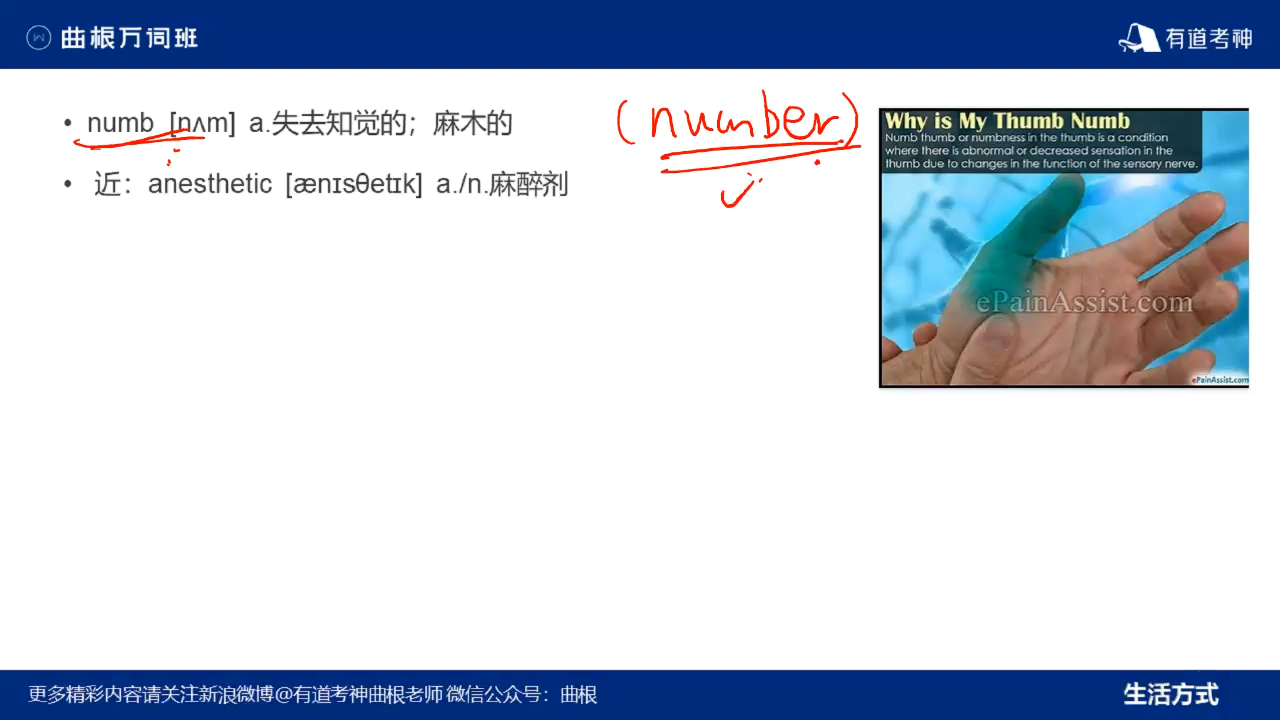 曲根万词班
有道考神
• numb [nʌm] a.失去知觉的；麻木的
(number)
• 近：anesthetic [ænɪsθetɪk] a./n.麻醉剂
Why is My Thumb Numb
Numb thumb or numbness in the thumb is a condition
where there is abnormal or decreased sensation in the
thumb due to changes in the function of the sensory nerve.
ePainAssist.com
ePainAssist.com
更多精彩内容请关注新浪微博@有道考神曲根老师 微信公众号：曲根
生活方式